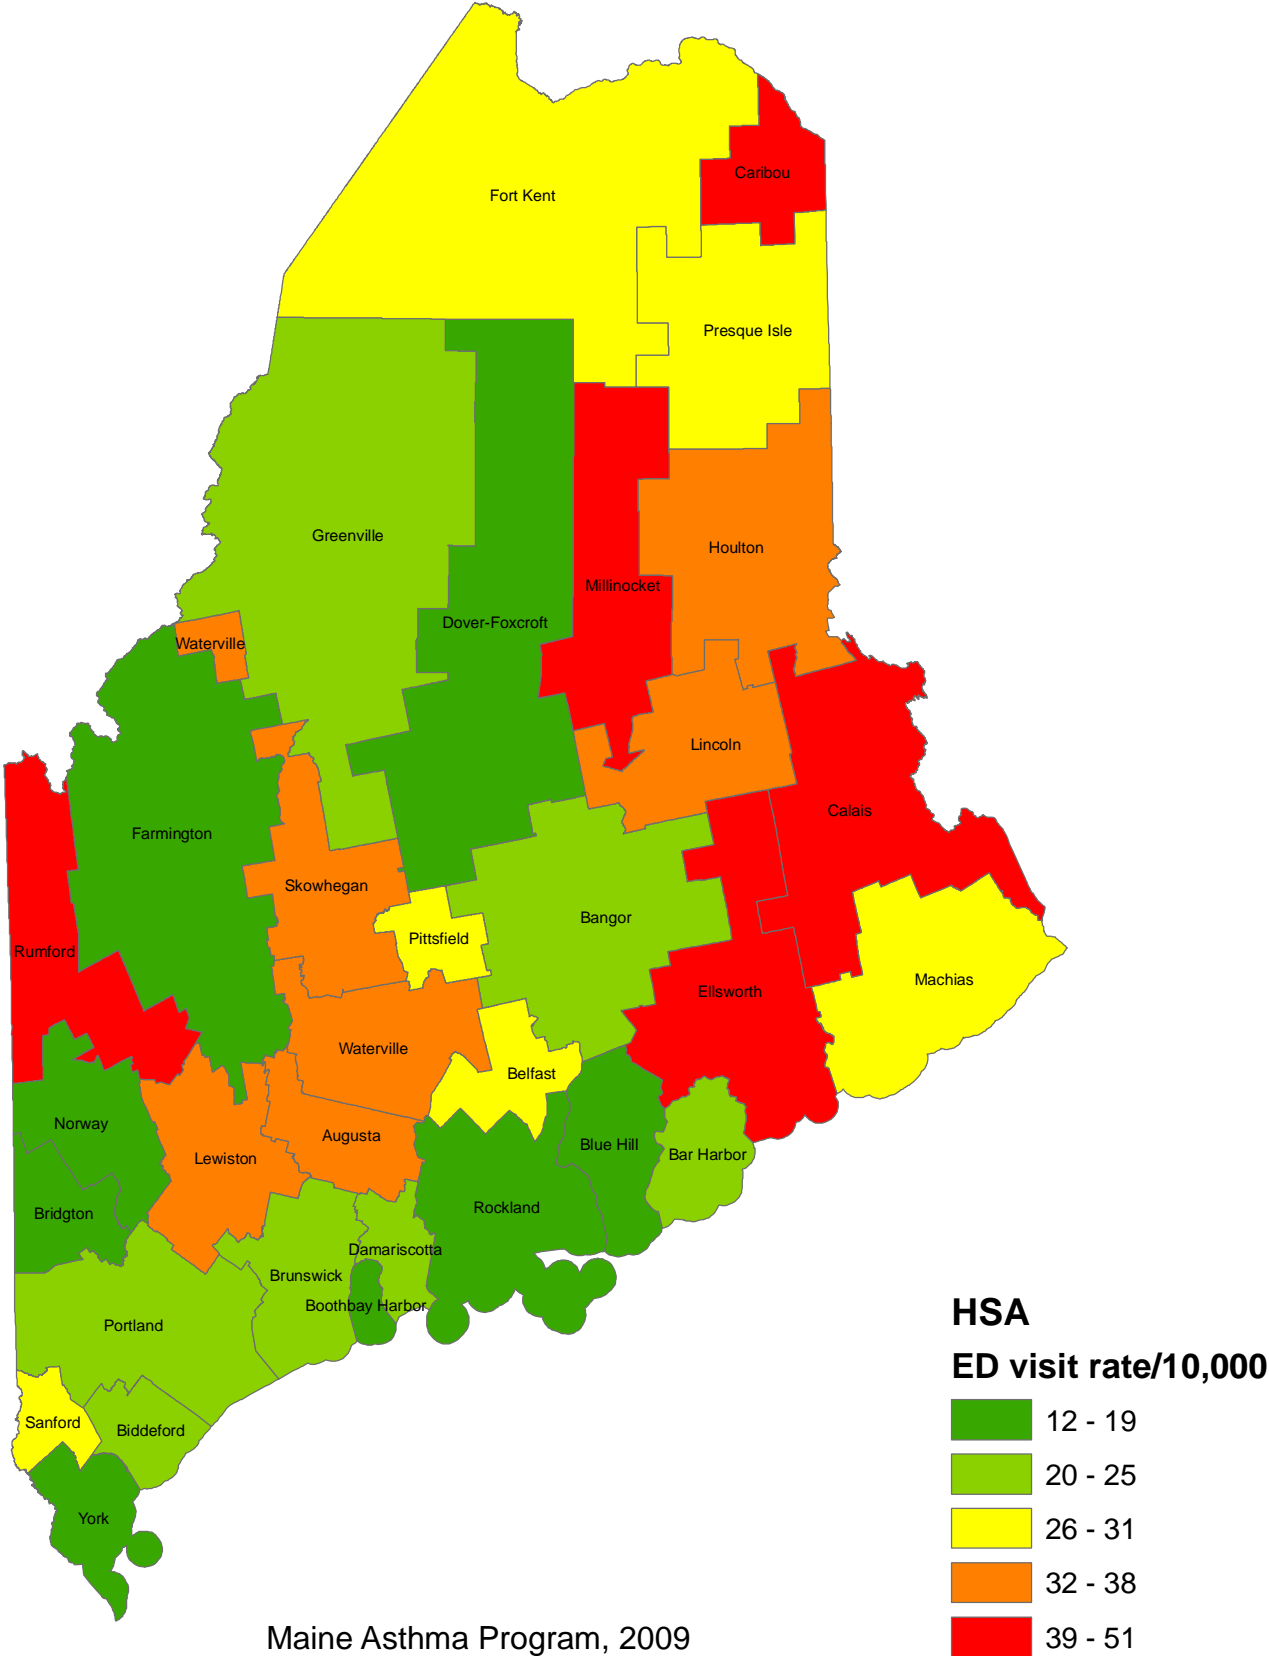 Caribou
Fort Kent
Presque Isle
Greenville
Houlton
Millinocket
Dover-Foxcroft
Waterville
Lincoln
Calais
Farmington
Skowhegan
Bangor
Pittsfield
Rumford
Machias
Ellsworth
Waterville
Belfast
Norway
Augusta
Blue Hill
Lewiston
Bar Harbor
Rockland
Bridgton
Damariscotta
Brunswick
Boothbay Harbor
Portland
Sanford
Biddeford
York
HSA
ED visit rate/10,000
12 - 19
20 - 25
26 - 31
32 - 38
39 - 51
Maine Asthma Program, 2009